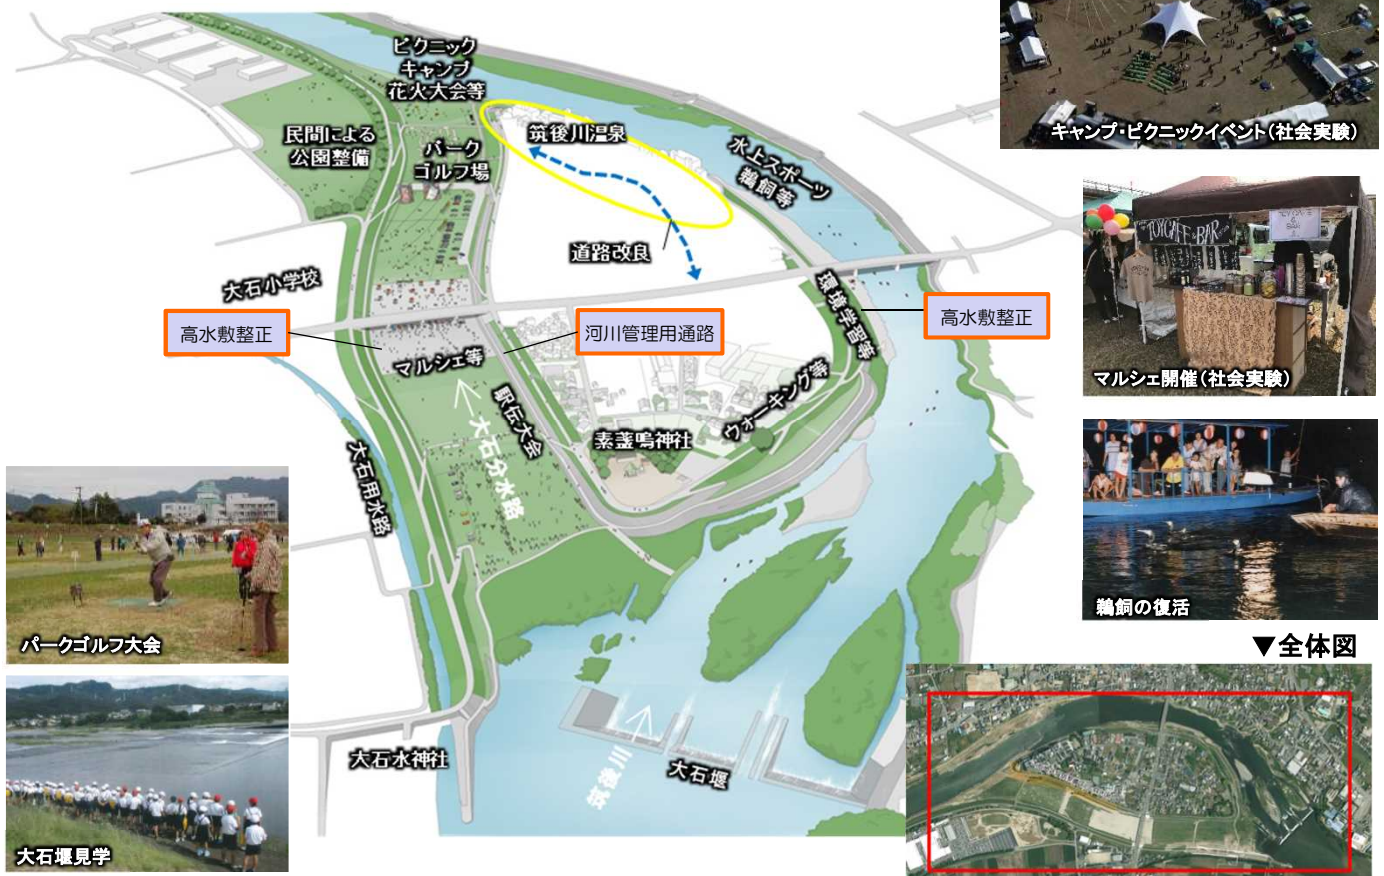 ピクニック
キャンプ
花火大会等
民間による
公園整備
パーク
ゴルフ場
筑後川温泉
水上スポーツ
鵜飼等
道路改良
大石小学校
高水敷整正
河川管理用通路
環境学習等
高水敷整正
マルシェ等
駅伝大会
ウォーキング等
素盞嗚神社
大石分水路
大石用水路
大石水神社
筑後川
大石堰
キャンプ・ピクニックイベント(社会実験)
TOYCAFE & BAR
マルシェ開催(社会実験)
鵜飼の復活
▼全体図
パークゴルフ大会
大石堰見学